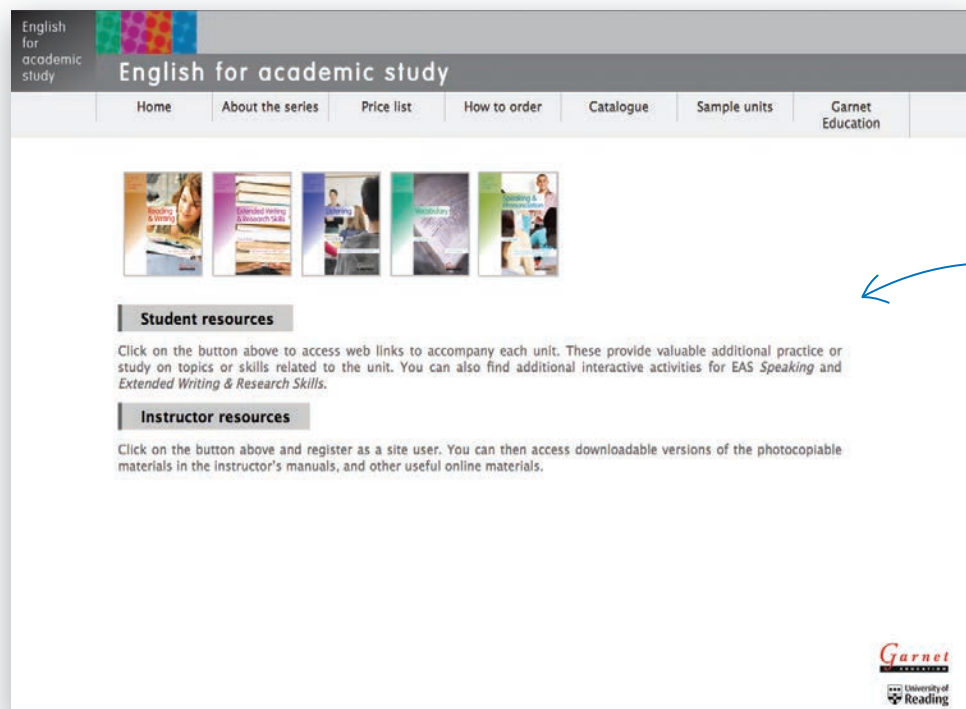 English
for
academic
study
English for academic study
Home About the series Price list How to order Catalogue Sample units Garnet
Education
Reading
& Writing
Extended Writing
& Research Skills
Listening
Vocabulary
Speaking &
Pronunciation
Student resources
Click on the button above to access web links to accompany each unit. These provide valuable additional practice or
study on topics or skills related to the unit. You can also find additional interactive activities for EAS Speaking and
Extended Writing & Research Skills.
Instructor resources
Click on the button above and register as a site user. You can then access downloadable versions of the photocopiable
materials in the instructor's manuals, and other useful online materials.
Garnet
EDUCATION
University of
Reading